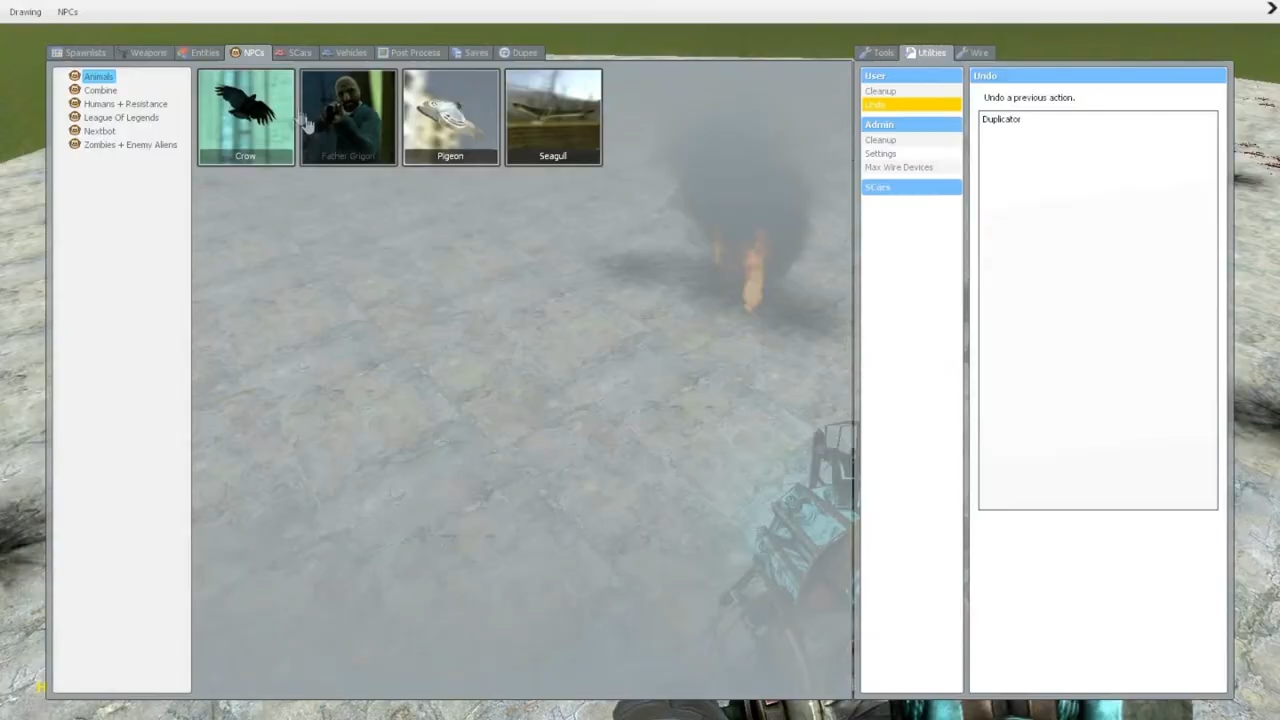 Drawing NPCs
Spawnlists Weapons Entities NPCs SCars Vehicles Post Process Saves Dupes
Tools Utilities Wire
Animals
Combine
Humans + Resistance
League Of Legends
Nextbot
Zombies + Enemy Aliens
Crow
Father Grigori
Pigeon
Seagull
User
Cleanup
Undo
Admin
Cleanup
Settings
Max Wire Devices
SCars
Undo
Undo a previous action.
Duplicator